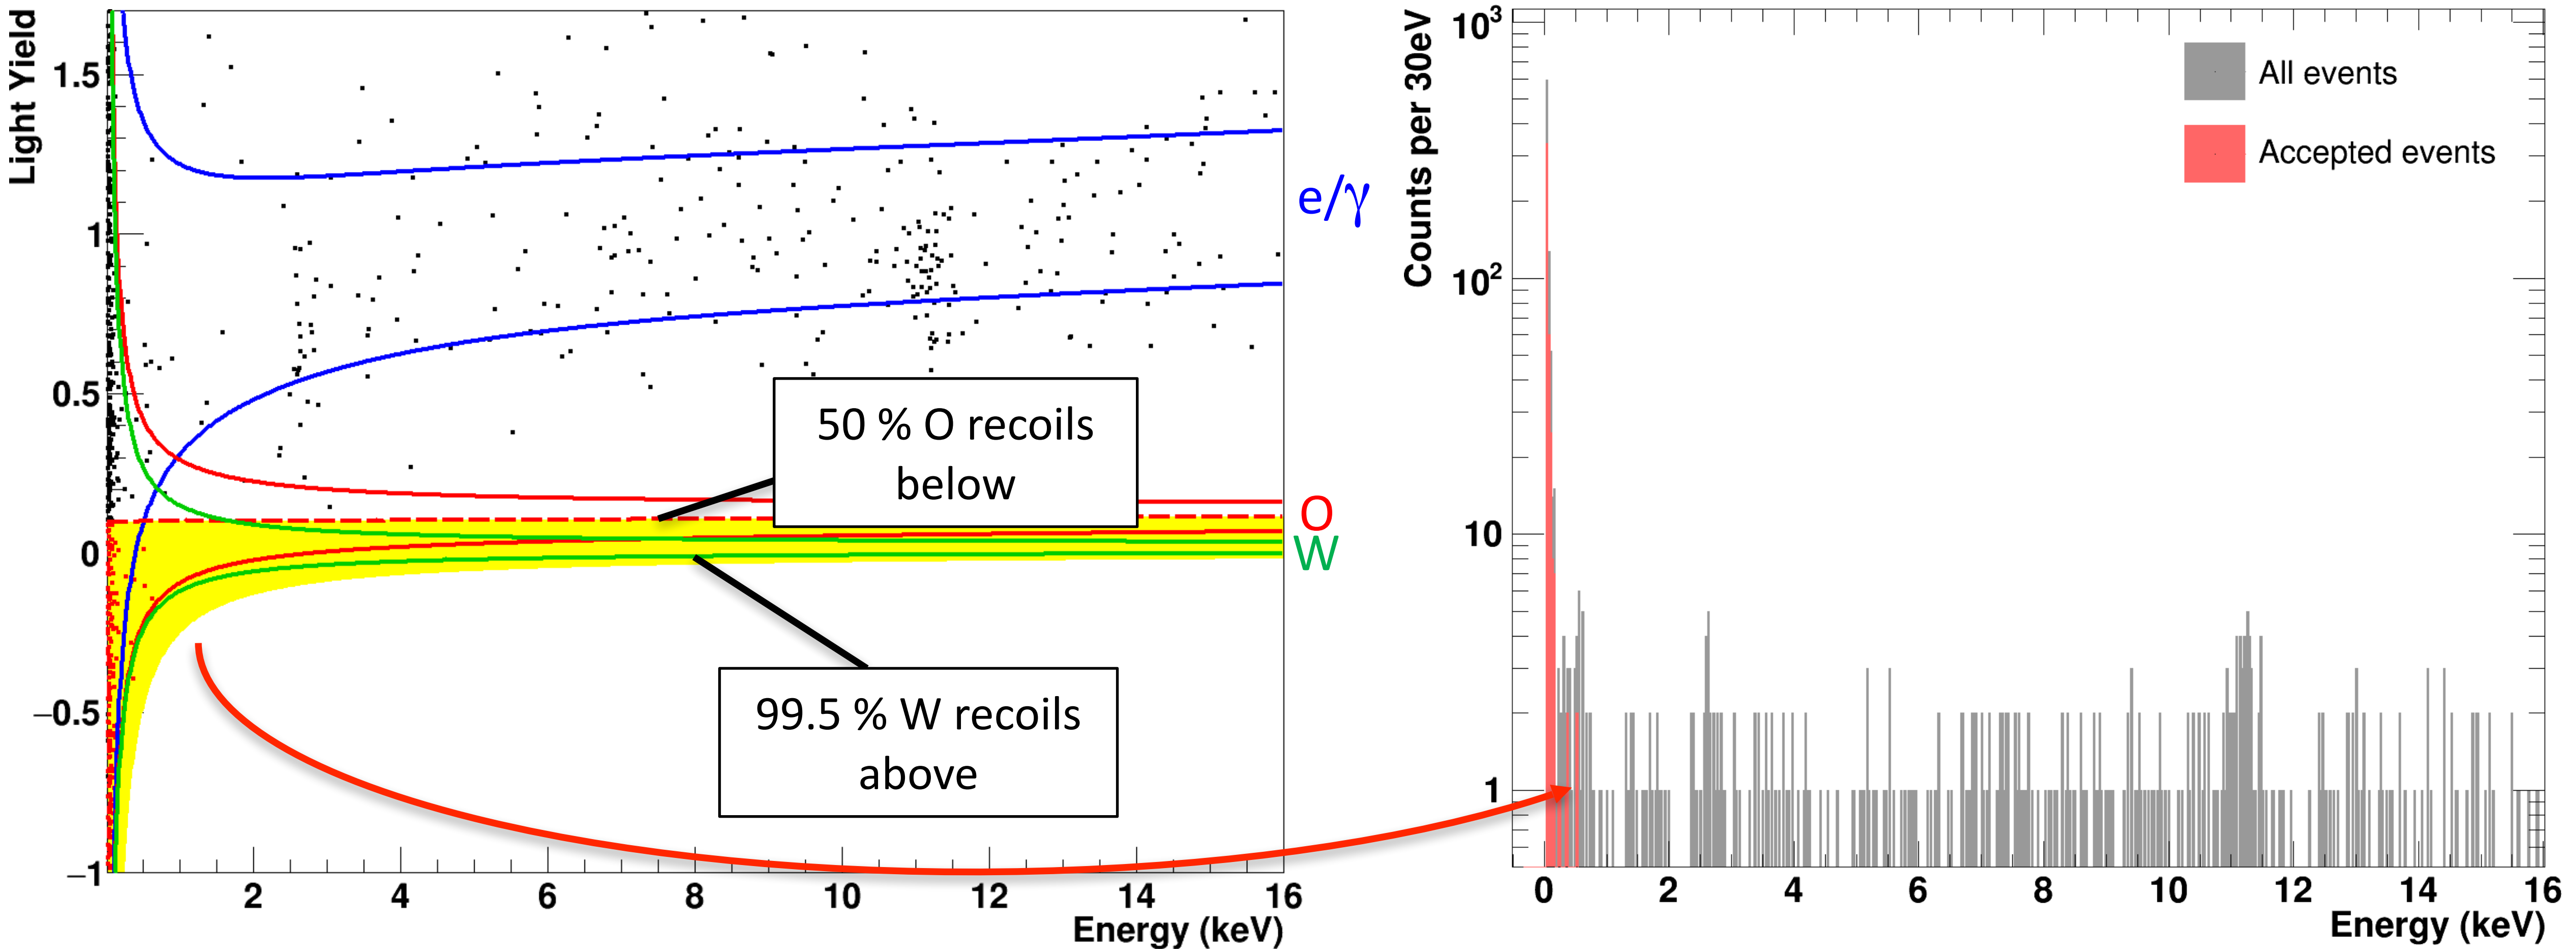 Light Yield
1.5
1
0.5
0
−0.5
−1
2 4 6 8 10 12 14 16
Energy (keV)
e/γ
O
W
50 % O recoils
below
99.5 % W recoils
above
Counts per 30eV
10³
10²
10
1
0 2 4 6 8 10 12 14 16
Energy (keV)
All events
Accepted events